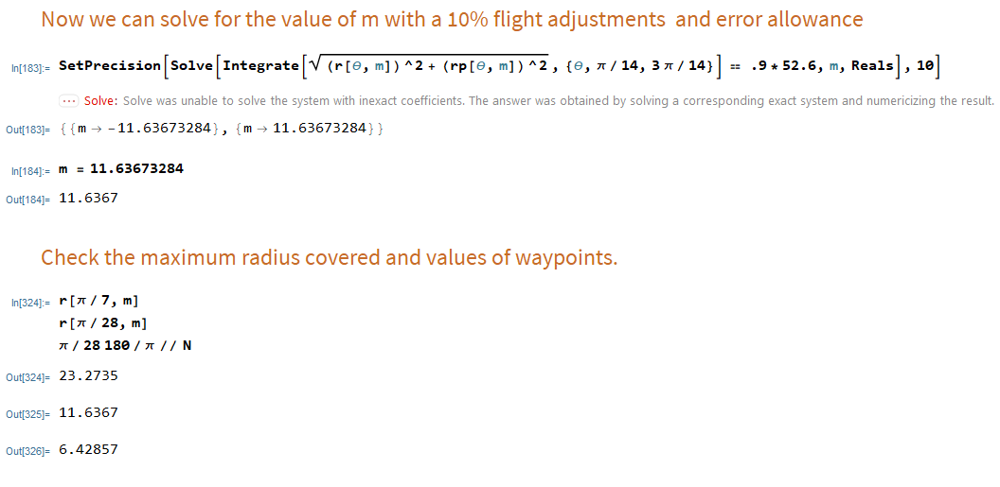 Now we can solve for the value of m with a 10% flight adjustments and error allowance
In[183]:= SetPrecision[Solve[Integrate[√(r[θ, m])^2 + (rp[θ, m])^2, {θ, π / 14, 3 π / 14}] == .9 * 52.6, m, Reals], 10]
··· Solve: Solve was unable to solve the system with inexact coefficients. The answer was obtained by solving a corresponding exact system and numericizing the result.
Out[183]= {{m → -11.63673284}, {m → 11.63673284}}
In[184]:= m = 11.63673284
Out[184]= 11.6367
Check the maximum radius covered and values of waypoints.
In[324]:= r[π / 7, m]
r[π / 28, m]
π / 28 180 / π // N
Out[324]= 23.2735
Out[325]= 11.6367
Out[326]= 6.42857